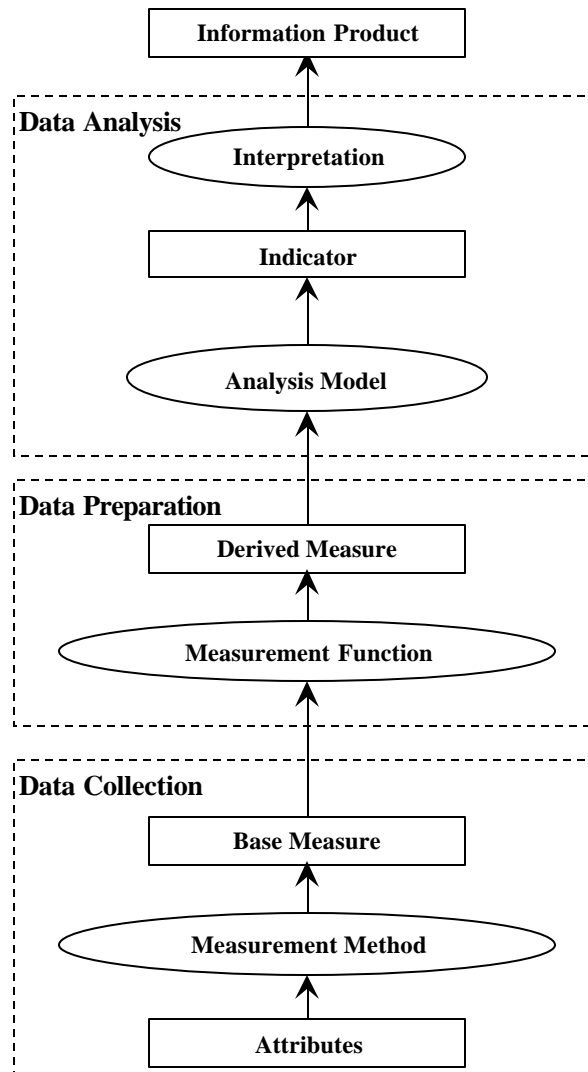 Information Product
Data Analysis
Interpretation
Indicator
Analysis Model
Data Preparation
Derived Measure
Measurement Function
Data Collection
Base Measure
Measurement Method
Attributes